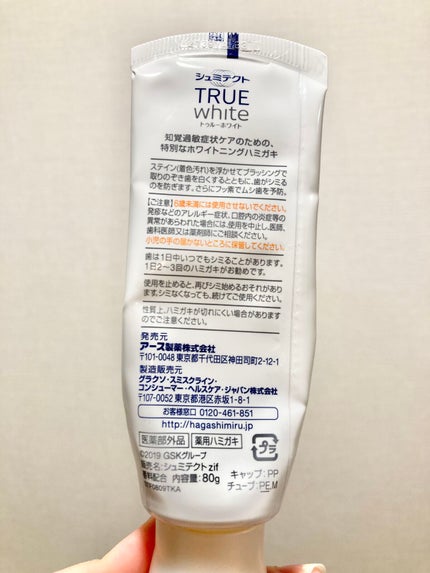 シュミテクト
TRUE
white
トゥルーホワイト
知覚過敏症状ケアのための、
特別なホワイトニングハミガキ
ステイン(着色汚れ)を浮かせてブラッシングで
取りのぞき歯を白くするとともに、歯がシミる
のを防ぎます。さらにフッ素でムシ歯を予防。
【ご注意】6歳未満には使用させないでください。
発疹などのアレルギー症状、口腔内の炎症等の
異常があらわれた場合には、使用を中止し、医師、
歯科医師又は薬剤師にご相談ください。
小児の手の届かないところに保管してください。
歯は1日中いつでもシミることがあります。
1日2〜3回のハミガキがお勧めです。
使用を止めると、再びシミ始めるおそれがあり
ます。シミなくなっても、続けてご使用ください。
性質上、ハミガキが切れにくい場合があります
のでご注意ください。
発売元
アース製薬株式会社
〒101-0048 東京都千代田区神田司町2-12-1
製造販売元
グラクソ・スミスクライン・
コンシューマー・ヘルスケア・ジャパン株式会社
〒107-0052 東京都港区赤坂1-8-1
お客様窓口 0120-461-851
http://hagashimiru.jp
医薬部外品 薬用ハミガキ
プラ
©2019 GSKグループ
販売名:シュミテクトzif
香料配合 内容量:80g
キャップ:PP
チューブ:PE,M